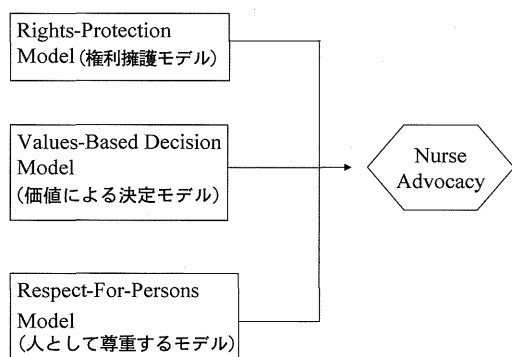 Rights-Protection
Model (権利擁護モデル)
Values-Based Decision
Model
(価値による決定モデル)
Nurse
Advocacy
Respect-For-Persons
Model
(人として尊重するモデル)